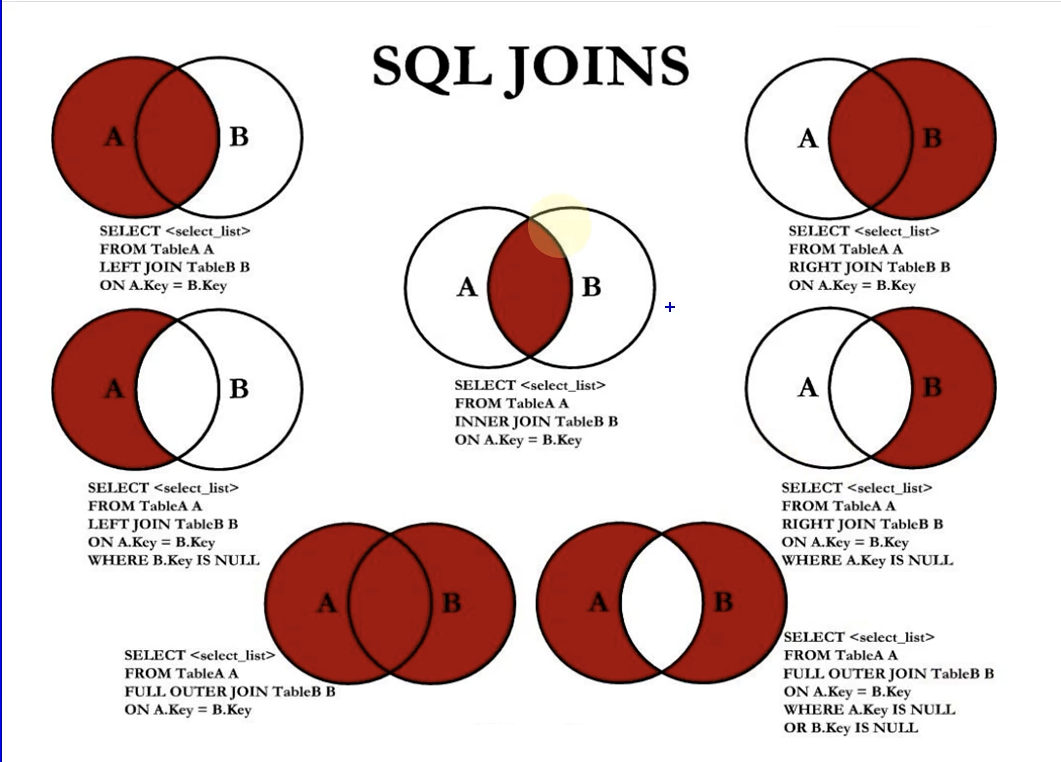 SQL JOINS
A B
SELECT <select_list>
FROM TableA A
LEFT JOIN TableB B
ON A.Key = B.Key
A B
SELECT <select_list>
FROM TableA A
RIGHT JOIN TableB B
ON A.Key = B.Key
A B
SELECT <select_list>
FROM TableA A
INNER JOIN TableB B
ON A.Key = B.Key
A B
SELECT <select_list>
FROM TableA A
LEFT JOIN TableB B
ON A.Key = B.Key
WHERE B.Key IS NULL
A B
SELECT <select_list>
FROM TableA A
RIGHT JOIN TableB B
ON A.Key = B.Key
WHERE A.Key IS NULL
A B
SELECT <select_list>
FROM TableA A
FULL OUTER JOIN TableB B
ON A.Key = B.Key
A B
SELECT <select_list>
FROM TableA A
FULL OUTER JOIN TableB B
ON A.Key = B.Key
WHERE A.Key IS NULL
OR B.Key IS NULL